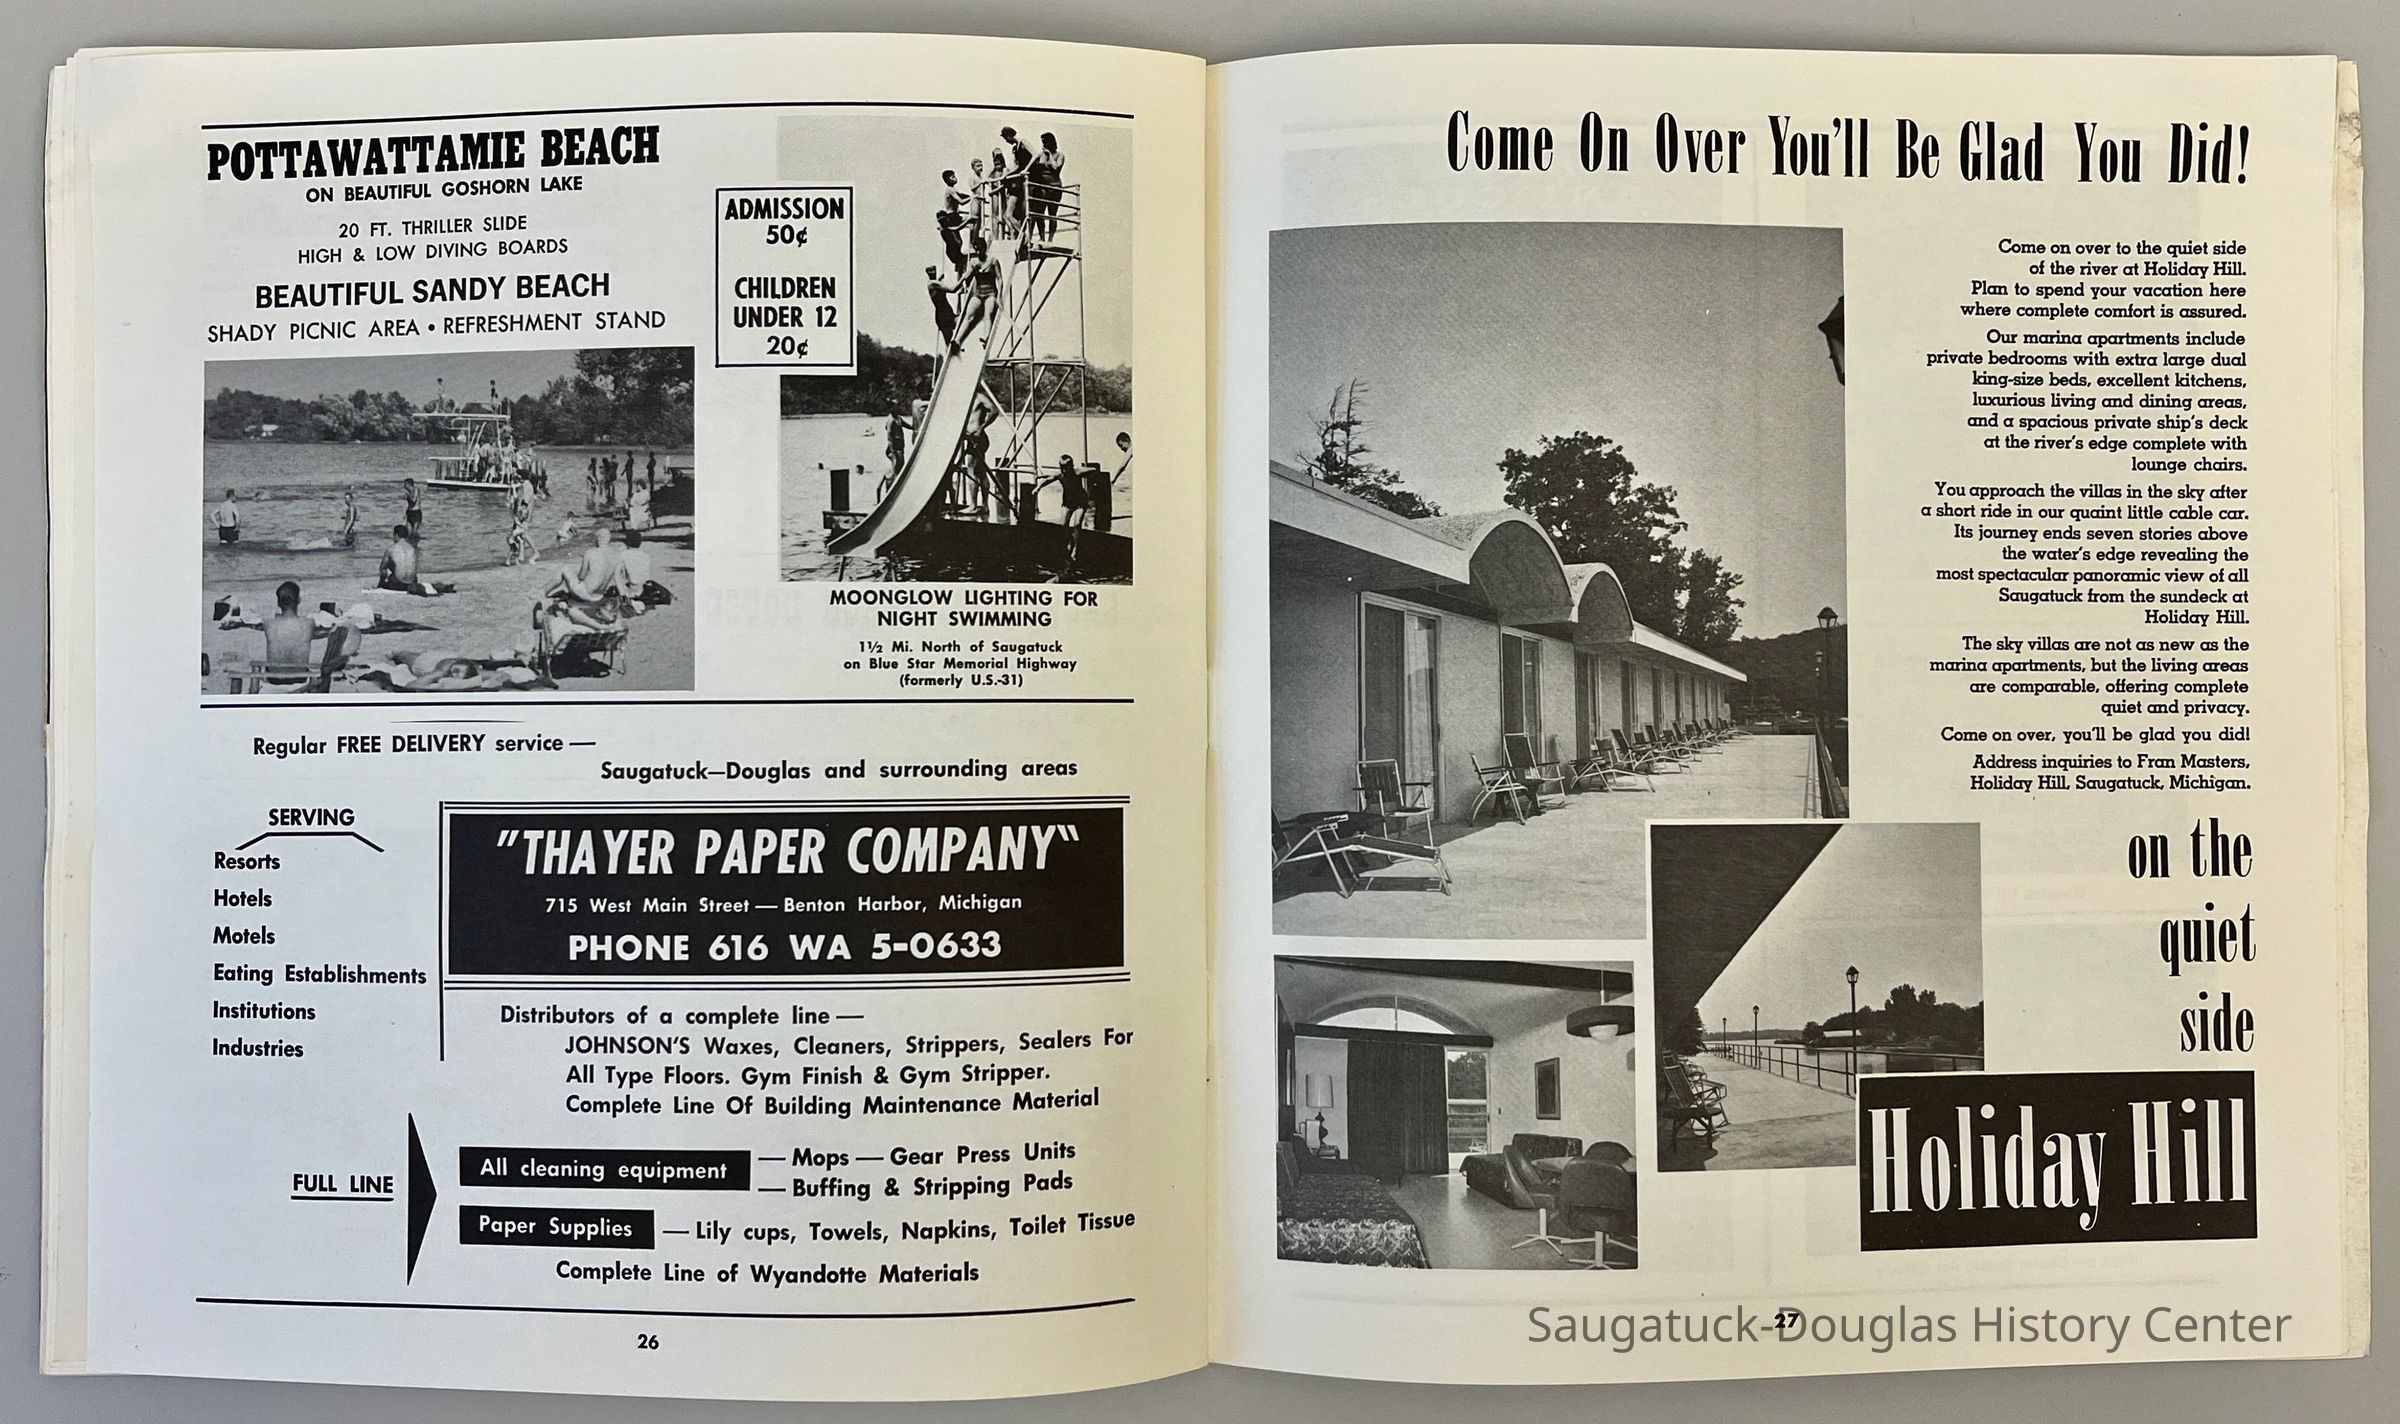 POTTAWATTAMIE BEACH
ON BEAUTIFUL GOSHORN LAKE
20 FT. THRILLER SLIDE
HIGH & LOW DIVING BOARDS
BEAUTIFUL SANDY BEACH
SHADY PICNIC AREA • REFRESHMENT STAND
ADMISSION
50¢
CHILDREN
UNDER 12
20¢
MOONGLOW LIGHTING FOR
NIGHT SWIMMING
1½ Mi. North of Saugatuck
on Blue Star Memorial Highway
(formerly U.S.-31)
Regular FREE DELIVERY service —
Saugatuck—Douglas and surrounding areas
SERVING
Resorts
Hotels
Motels
Eating Establishments
Institutions
Industries
"THAYER PAPER COMPANY"
715 West Main Street — Benton Harbor, Michigan
PHONE 616 WA 5-0633
Distributors of a complete line —
JOHNSON'S Waxes, Cleaners, Strippers, Sealers For
All Type Floors. Gym Finish & Gym Stripper.
Complete Line Of Building Maintenance Material
FULL LINE
All cleaning equipment
— Mops — Gear Press Units
— Buffing & Stripping Pads
Paper Supplies — Lily cups, Towels, Napkins, Toilet Tissue
Complete Line of Wyandotte Materials
26
Come On Over You'll Be Glad You Did!
Come on over to the quiet side
of the river at Holiday Hill.
Plan to spend your vacation here
where complete comfort is assured.
Our marina apartments include
private bedrooms with extra large dual
king-size beds, excellent kitchens,
luxurious living and dining areas,
and a spacious private ship's deck
at the river's edge complete with
lounge chairs.
You approach the villas in the sky after
a short ride in our quaint little cable car.
Its journey ends seven stories above
the water's edge revealing the
most spectacular panoramic view of all
Saugatuck from the sundeck at
Holiday Hill.
The sky villas are not as new as the
marina apartments, but the living areas
are comparable, offering complete
quiet and privacy.
Come on over, you'll be glad you did!
Address inquiries to Fran Masters,
Holiday Hill, Saugatuck, Michigan.
on the
quiet
side
Holiday Hill
27
Saugatuck-Douglas History Center